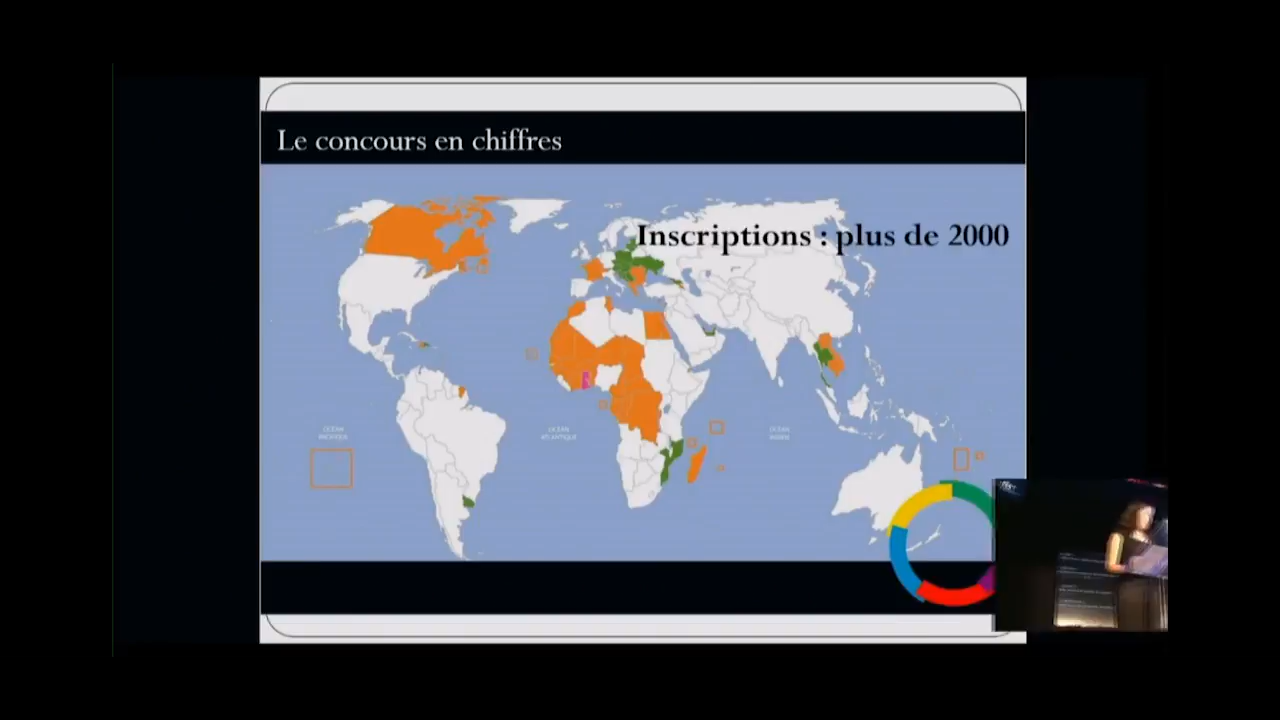 Le concours en chiffres
Inscriptions : plus de 2000
OCÉAN
PACIFIQUE
OCÉAN
ATLANTIQUE
OCÉAN
INDIEN